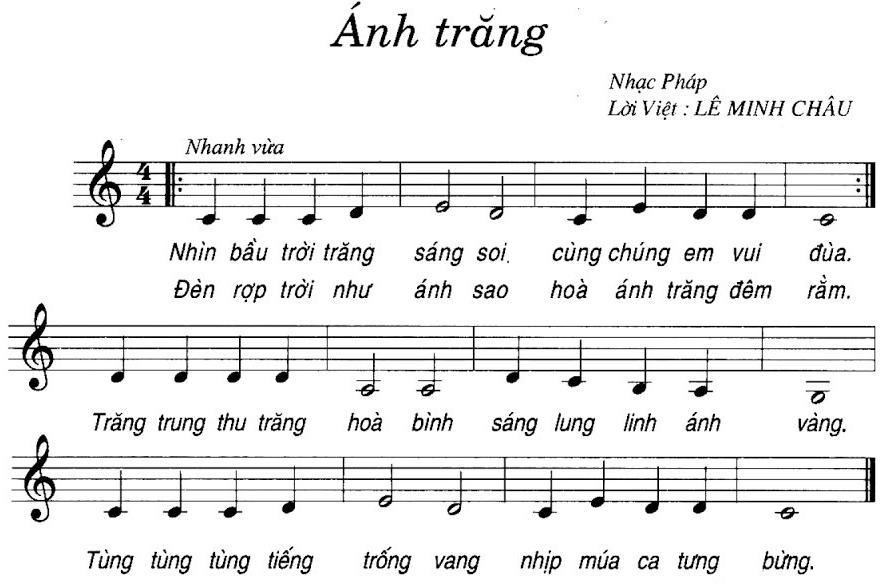 Ánh trăng
Nhạc Pháp
Lời Việt : LÊ MINH CHÂU
Nhanh vừa
4
4
Nhìn bầu trời trăng sáng soi cùng chúng em vui đùa.
Đèn rợp trời như ánh sao hoà ánh trăng đêm rằm.
Trăng trung thu trăng hoà bình sáng lung linh ánh vàng.
Tùng tùng tùng tiếng trống vang nhịp múa ca tưng bừng.